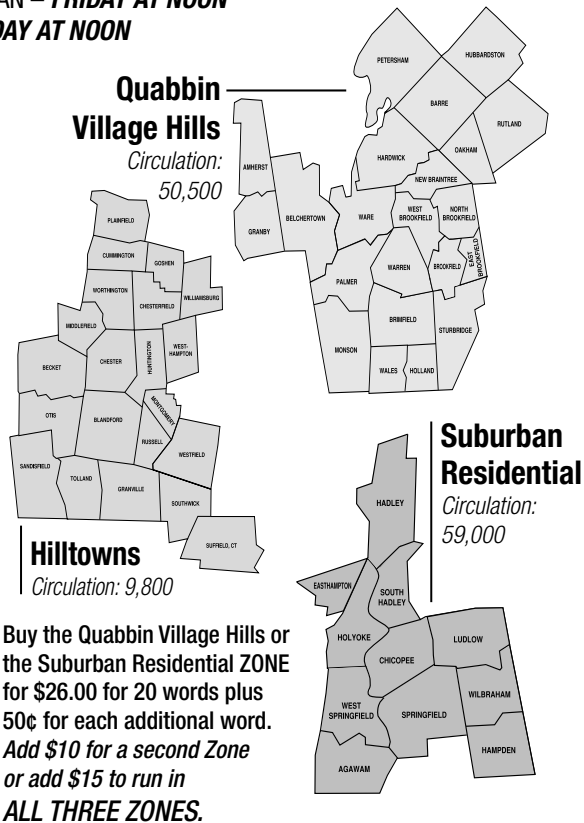 AN – FRIDAY AT NOON
DAY AT NOON
Quabbin
Village Hills
Circulation:
50,500
PETERSHAM
HUBBARDSTON
BARRE
RUTLAND
OAKHAM
HARDWICK
NEW BRAINTREE
AMHERST
GRANBY
BELCHERTOWN
WARE
WEST
BROOKFIELD
NORTH
BROOKFIELD
EAST
BROOKFIELD
BROOKFIELD
WARREN
PALMER
BRIMFIELD
STURBRIDGE
MONSON
WALES
HOLLAND
PLAINFIELD
CUMMINGTON
GOSHEN
WORTHINGTON
CHESTERFIELD
WILLIAMSBURG
MIDDLEFIELD
CHESTER
HUNTINGTON
WEST-
HAMPTON
BECKET
MONTGOMERY
OTIS
BLANDFORD
RUSSELL
WESTFIELD
SANDISFIELD
TOLLAND
GRANVILLE
SOUTHWICK
SUFFIELD, CT
Hilltowns
Circulation: 9,800
Suburban
Residential
Circulation:
59,000
HADLEY
EASTHAMPTON
SOUTH
HADLEY
HOLYOKE
CHICOPEE
LUDLOW
WEST
SPRINGFIELD
SPRINGFIELD
WILBRAHAM
HAMPDEN
AGAWAM
Buy the Quabbin Village Hills or
the Suburban Residential ZONE
for $26.00 for 20 words plus
50¢ for each additional word.
Add $10 for a second Zone
or add $15 to run in
ALL THREE ZONES.